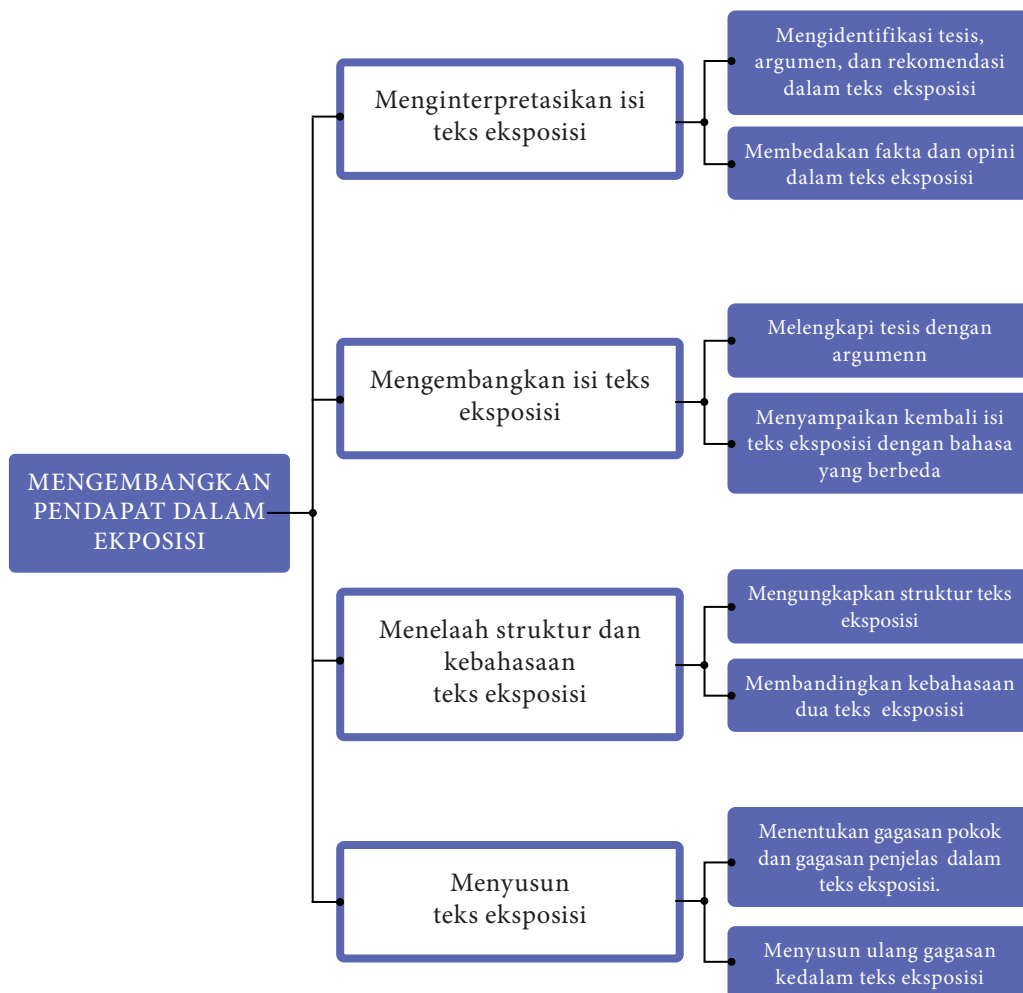 MENGEMBANGKAN
PENDAPAT DALAM
EKPOSISI
Menginterpretasikan isi
teks eksposisi
Mengidentifikasi tesis,
argumen, dan rekomendasi
dalam teks eksposisi
Membedakan fakta dan opini
dalam teks eksposisi
Mengembangkan isi teks
eksposisi
Melengkapi tesis dengan
argumenn
Menyampaikan kembali isi
teks eksposisi dengan bahasa
yang berbeda
Menelaah struktur dan
kebahasaan
teks eksposisi
Mengungkapkan struktur teks
eksposisi
Membandingkan kebahasaan
dua teks eksposisi
Menyusun
teks eksposisi
Menentukan gagasan pokok
dan gagasan penjelas dalam
teks eksposisi.
Menyusun ulang gagasan
kedalam teks eksposisi